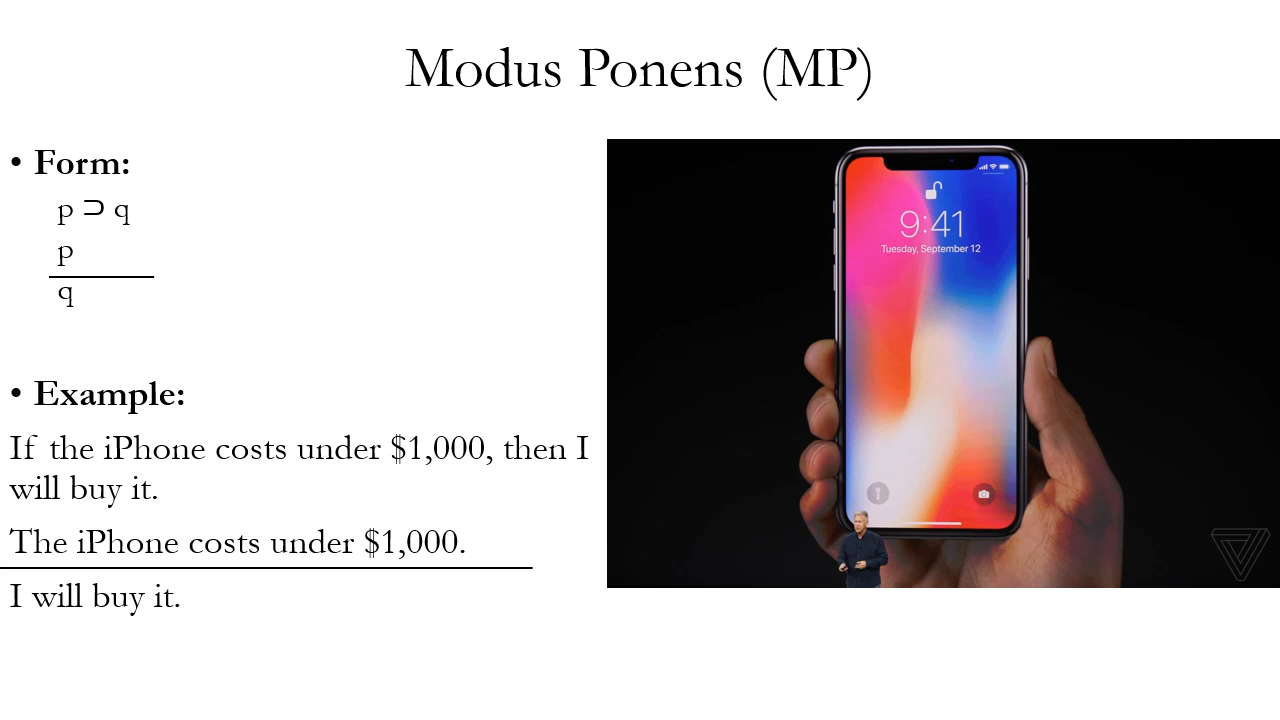 Modus Ponens (MP)
• Form:
p ⊃ q
p
q
• Example:
If the iPhone costs under $1,000, then I
will buy it.
The iPhone costs under $1,000.
I will buy it.
9:41
Tuesday, September 12